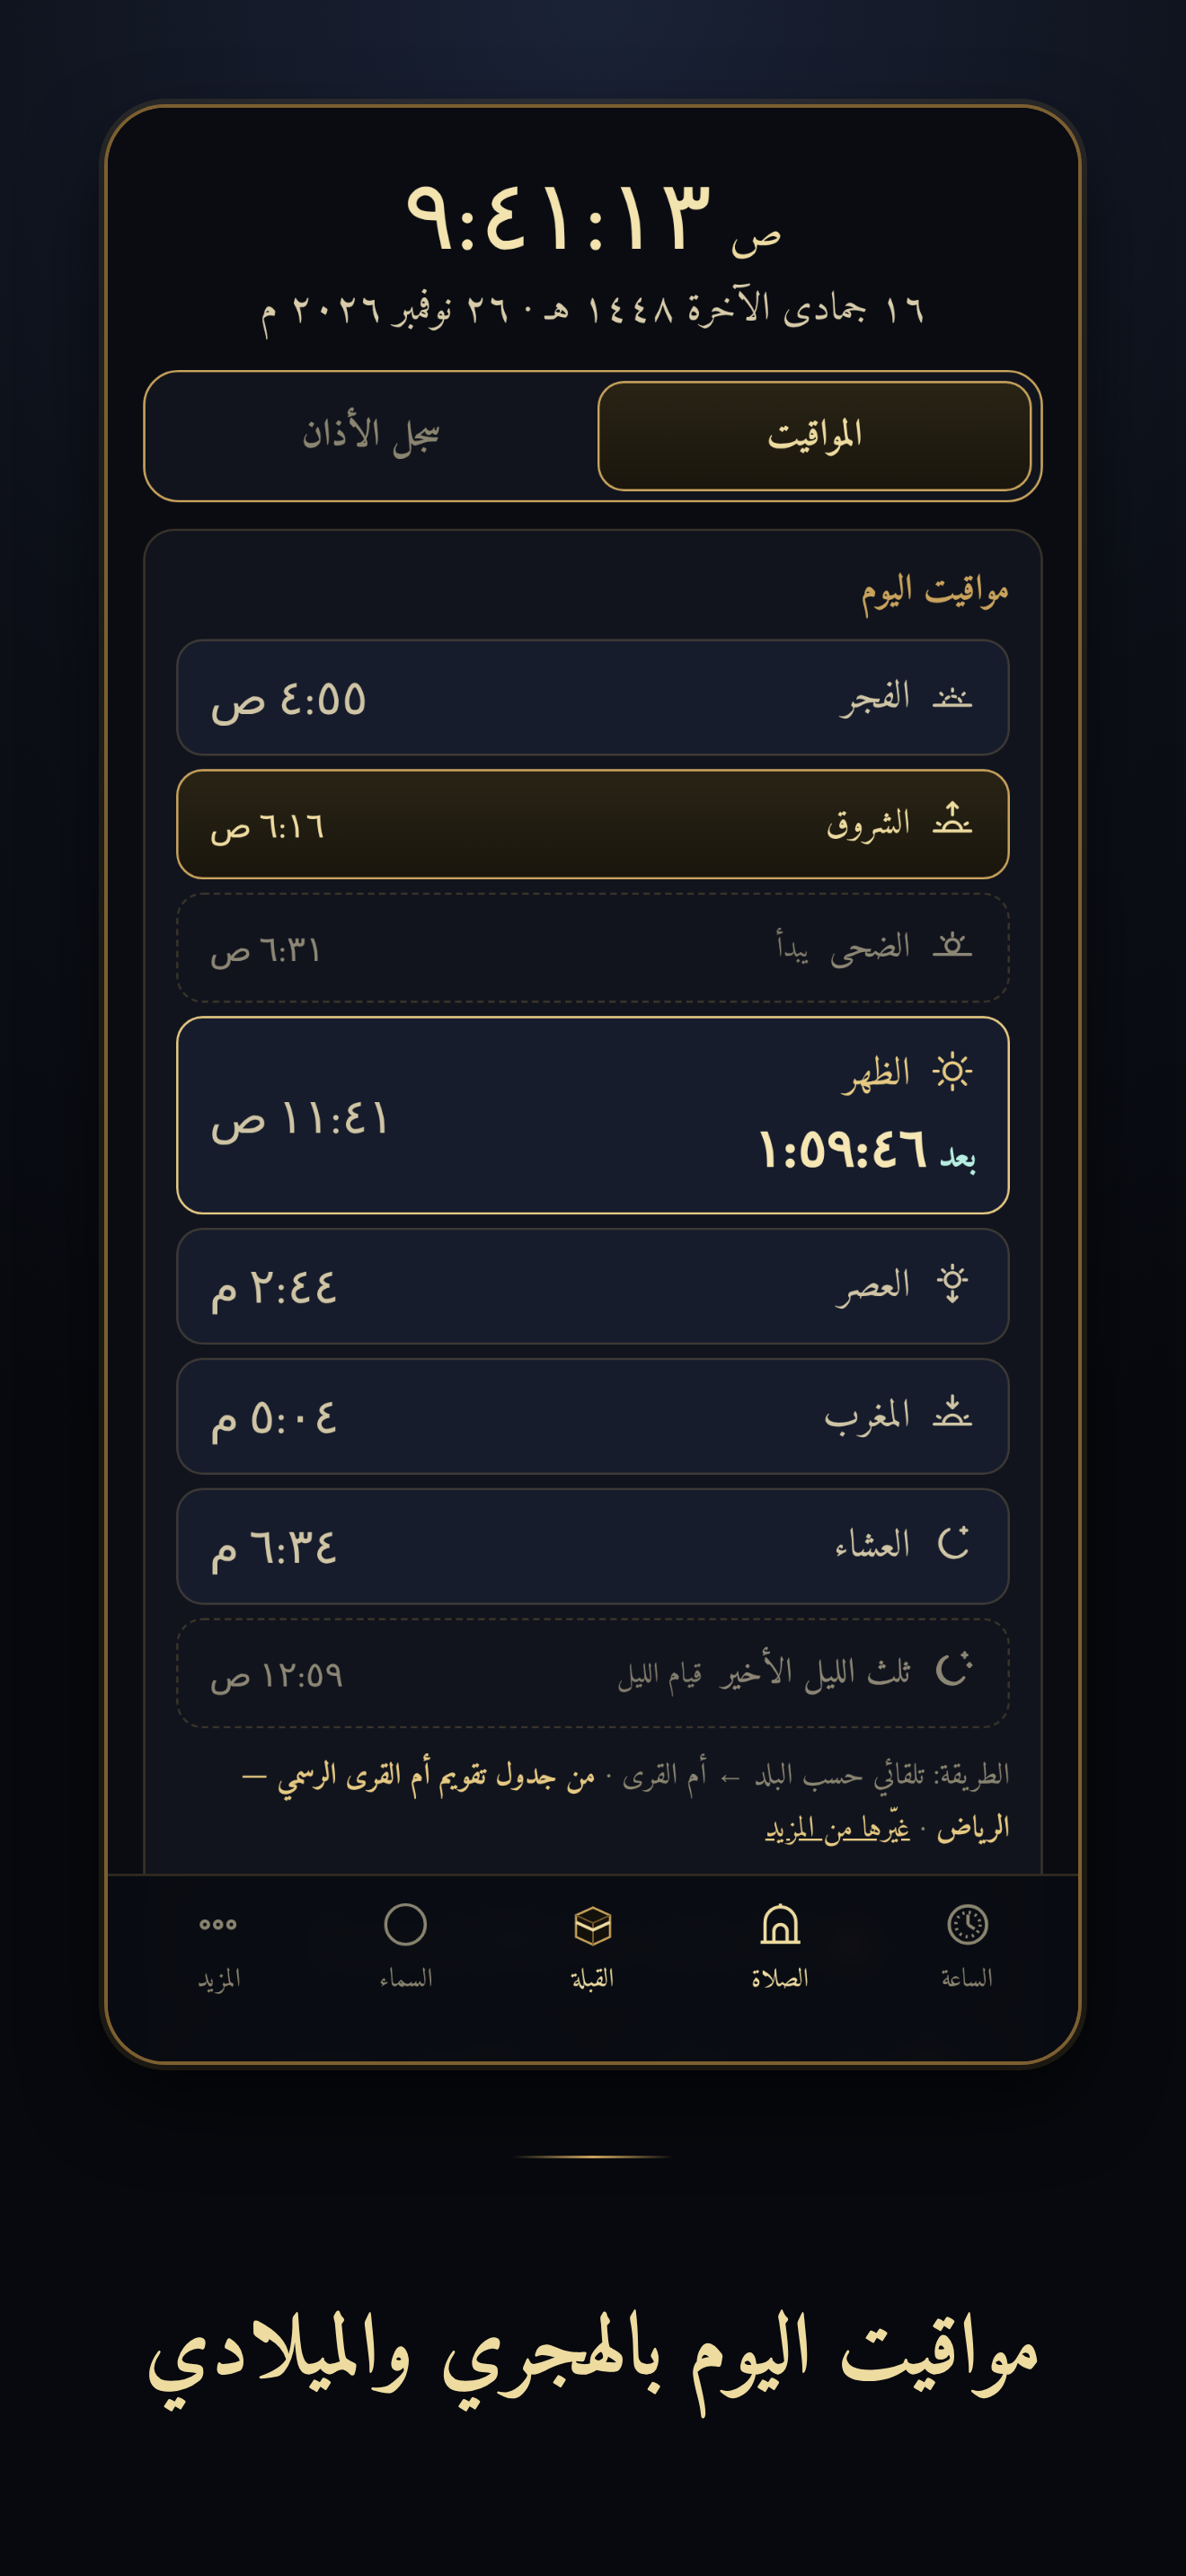 ٩:٤١:١٣ ص
١٦ جمادى الآخرة ١٤٤٨ هـ · ٢٦ نوفمبر ٢٠٢٦ م
المواقيت
سجل الأذان
مواقيت اليوم
الفجر ٤:٥٥ ص
الشروق ٦:١٦ ص
الضحى يبدأ ٦:٣١ ص
الظهر ١١:٤١ ص
بعد ١:٥٩:٤٦
العصر ٢:٤٤ م
المغرب ٥:٠٤ م
العشاء ٦:٣٤ م
ثلث الليل الأخير قيام الليل ١٢:٥٩ ص
الطريقة: تلقائي حسب البلد ← أم القرى · من جدول تقويم أم القرى الرسمي —
الرياض · غيّرها من المزيد
الساعة
الصلاة
القبلة
السماء
المزيد
مواقيت اليوم بالهجري والميلادي